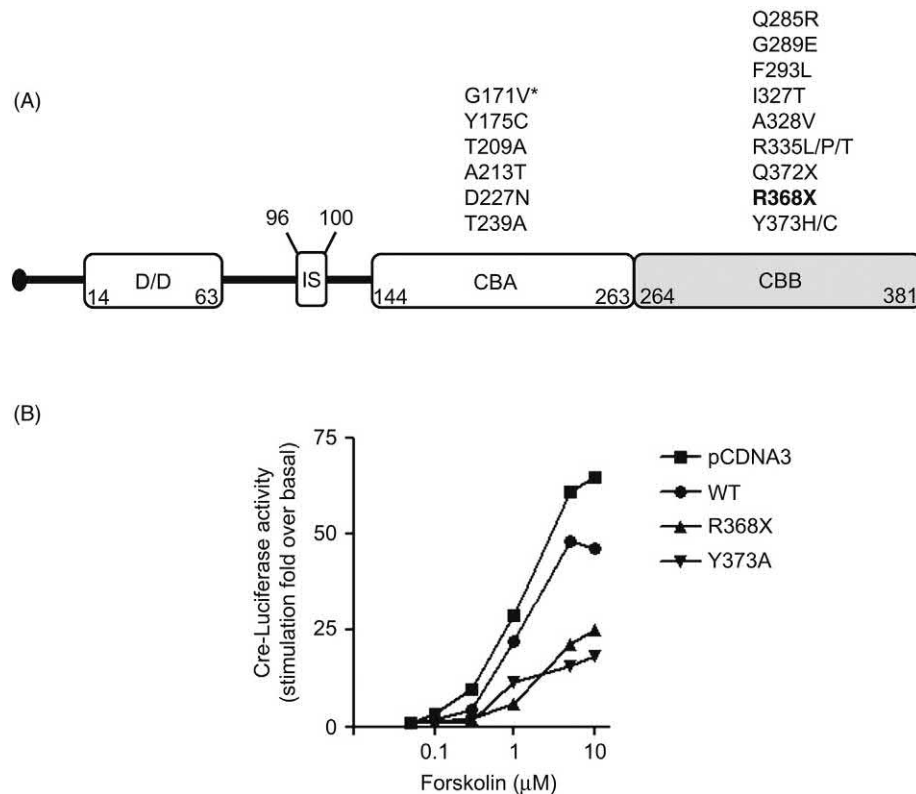 (A)
G171V*
Y175C
T209A
A213T
D227N
T239A
Q285R
G289E
F293L
I327T
A328V
R335L/P/T
Q372X
R368X
Y373H/C
96 100
D/D IS CBA CBB
14 63 144 263 264 381
(B)
Cre-Luciferase activity
(stimulation fold over basal)
75
50
25
0
0.1 1 10
Forskolin (μM)
pCDNA3
WT
R368X
Y373A